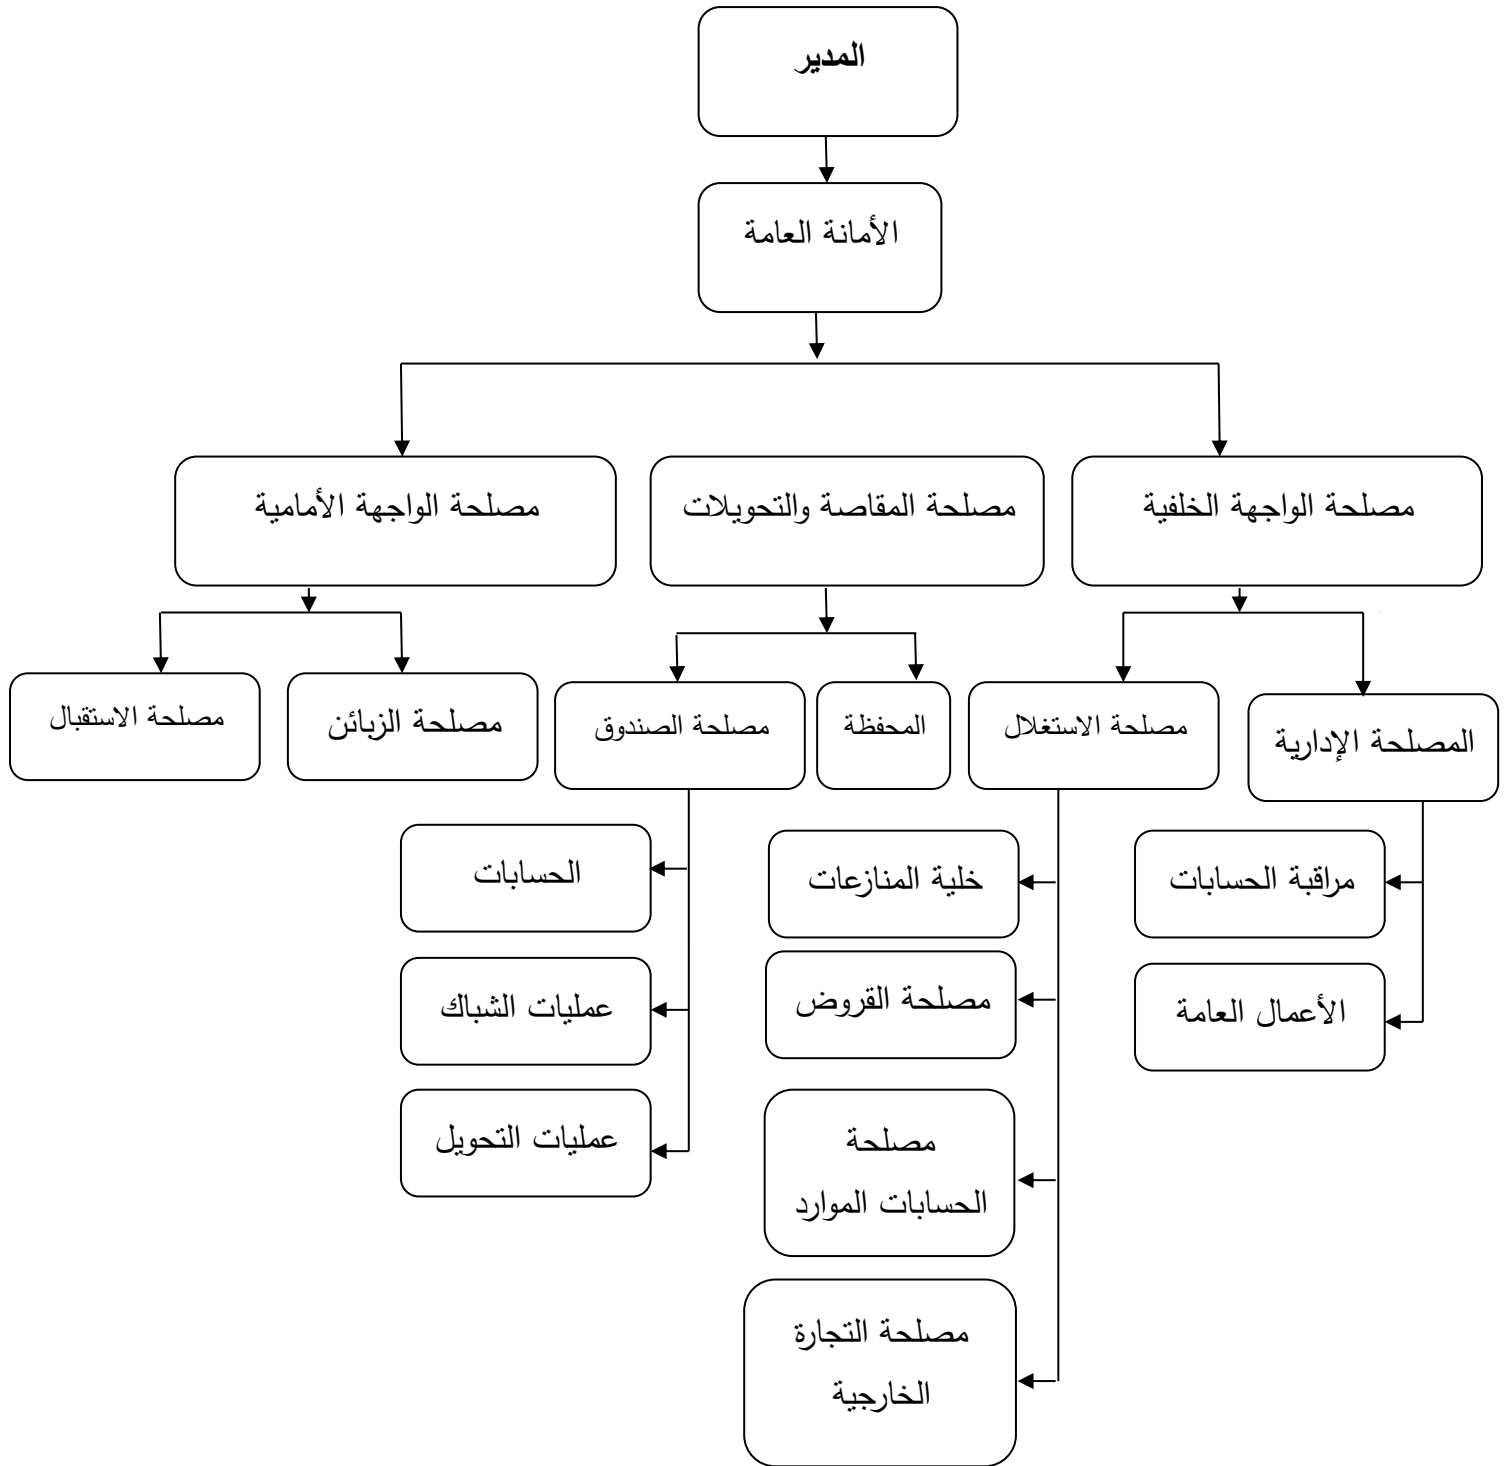 المدير
الأمانة العامة
مصلحة الواجهة الخلفية
مصلحة المقاصة والتحويلات
مصلحة الواجهة الأمامية
المصلحة الإدارية
مصلحة الاستغلال
المحفظة
مصلحة الصندوق
مصلحة الزبائن
مصلحة الاستقبال
مراقبة الحسابات
الأعمال العامة
خلية المنازعات
مصلحة القروض
مصلحة
الحسابات الموارد
مصلحة التجارة
الخارجية
الحسابات
عمليات الشباك
عمليات التحويل